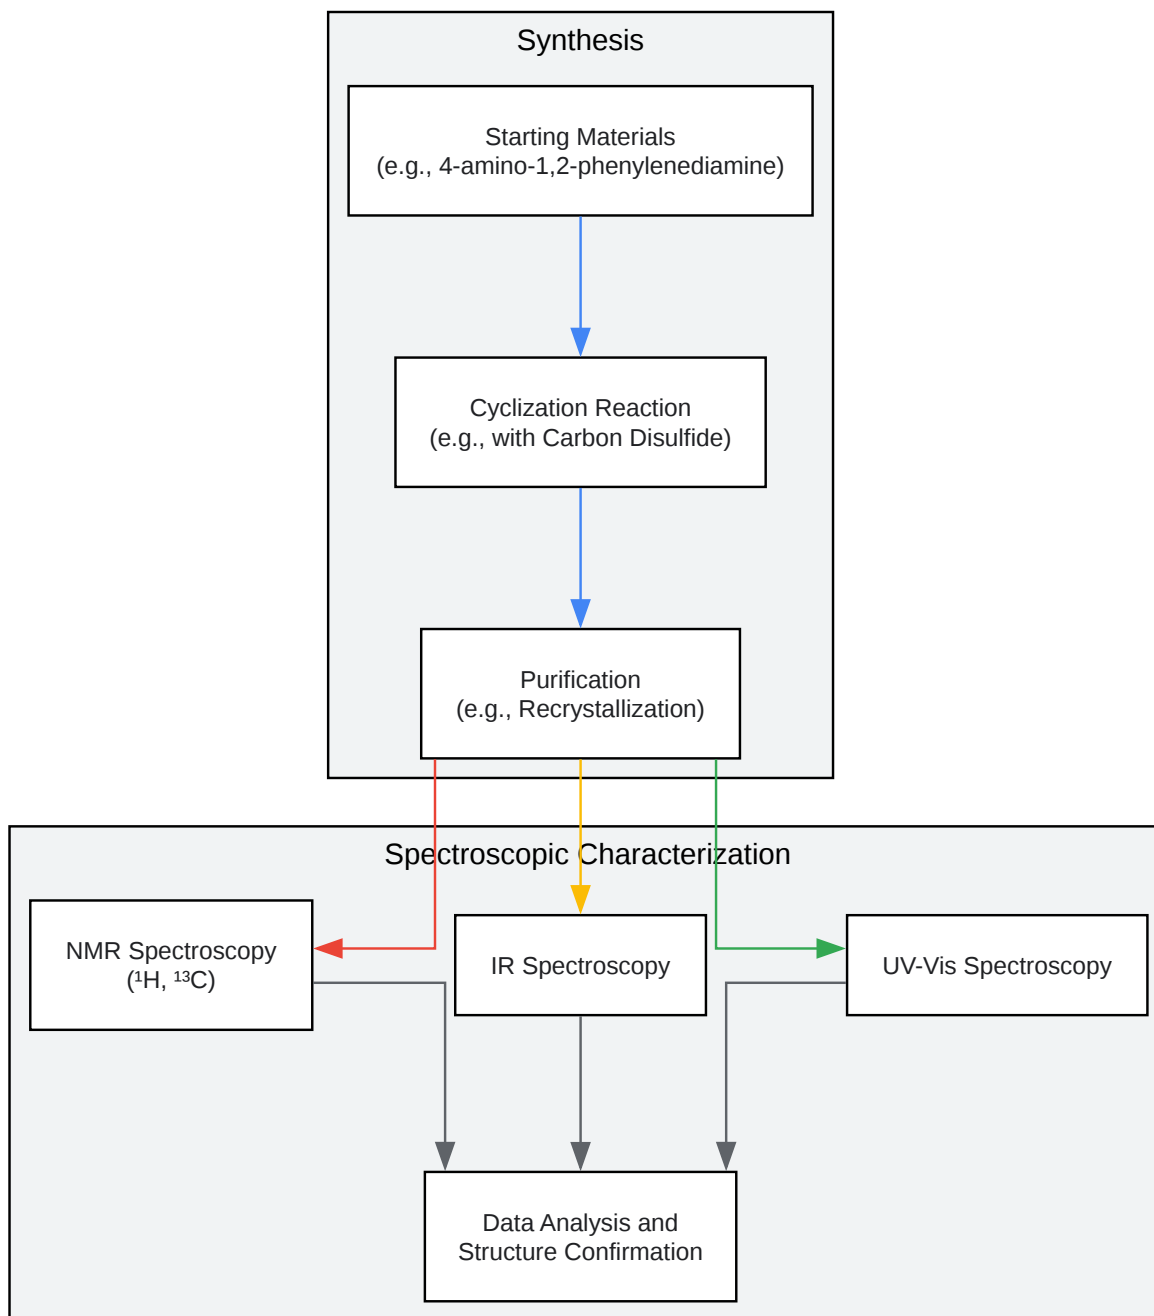 Synthesis
Starting Materials
(e.g., 4-amino-1,2-phenylenediamine)
Cyclization Reaction
(e.g., with Carbon Disulfide)
Purification
(e.g., Recrystallization)
Spectroscopic Characterization
NMR Spectroscopy
(¹H, ¹³C)
IR Spectroscopy
UV-Vis Spectroscopy
Data Analysis and
Structure Confirmation